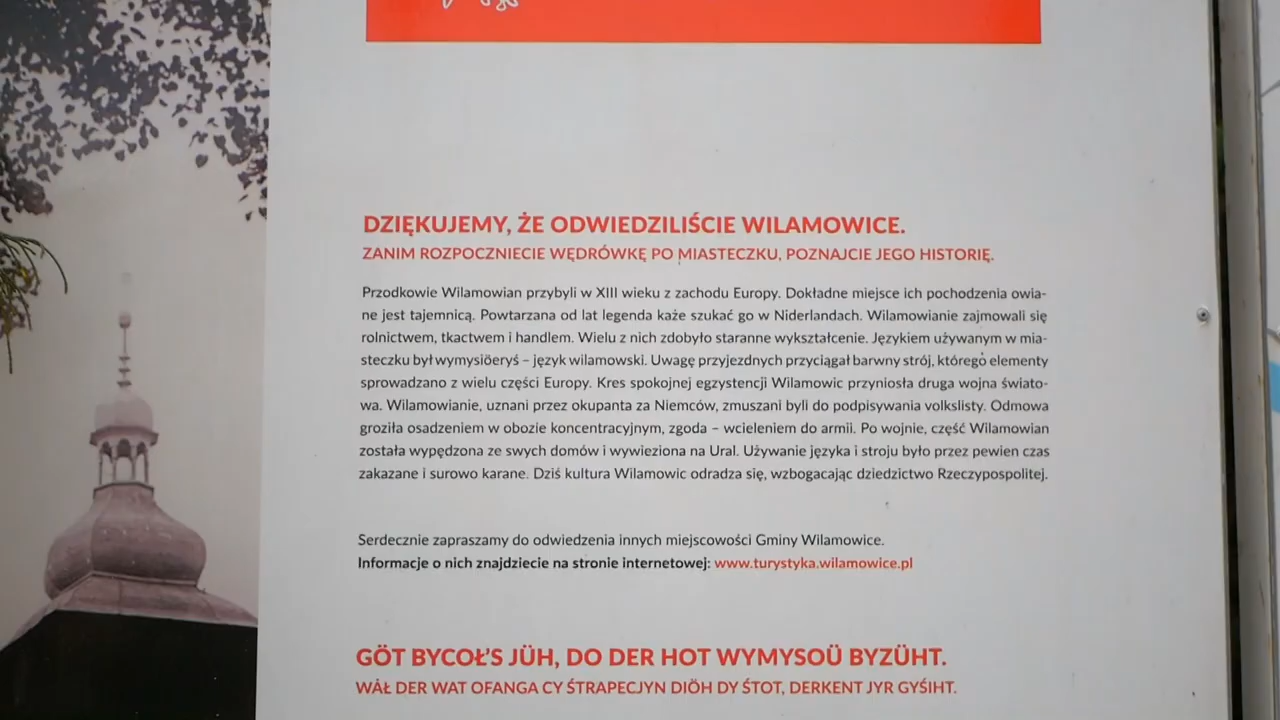 DZIĘKUJEMY, ŻE ODWIEDZILIŚCIE WILAMOWICE.
ZANIM ROZPOCZNIECIE WĘDRÓWKĘ PO MIASTECZKU, POZNAJCIE JEGO HISTORIĘ.
Przodkowie Wilamowian przybyli w XIII wieku z zachodu Europy. Dokładne miejsce ich pochodzenia owia-
ne jest tajemnicą. Powtarzana od lat legenda każe szukać go w Niderlandach. Wilamowianie zajmowali się
rolnictwem, tkactwem i handlem. Wielu z nich zdobyło staranne wykształcenie. Językiem używanym w mia-
steczku był wymysiöeryś – język wilamowski. Uwagę przyjezdnych przyciągał barwny strój, którego elementy
sprowadzano z wielu części Europy. Kres spokojnej egzystencji Wilamowic przyniosła druga wojna świato-
wa. Wilamowianie, uznani przez okupanta za Niemców, zmuszani byli do podpisywania volkslisty. Odmowa
groziła osadzeniem w obozie koncentracyjnym, zgoda – wcieleniem do armii. Po wojnie, część Wilamowian
została wypędzona ze swych domów i wywieziona na Ural. Używanie języka i stroju było przez pewien czas
zakazane i surowo karane. Dziś kultura Wilamowic odradza się, wzbogacając dziedzictwo Rzeczypospolitej.
Serdecznie zapraszamy do odwiedzenia innych miejscowości Gminy Wilamowice.
Informacje o nich znajdziecie na stronie internetowej: www.turystyka.wilamowice.pl
GÖT BYCOŁ'S JÜH, DO DER HOT WYMYSOÜ BYZÜHT.
WÅŁ DER WAT OFANGA CY ŚTRAPECJYN DIÖH DY ŚTOT, DERKENT JYR GYŚIHT.